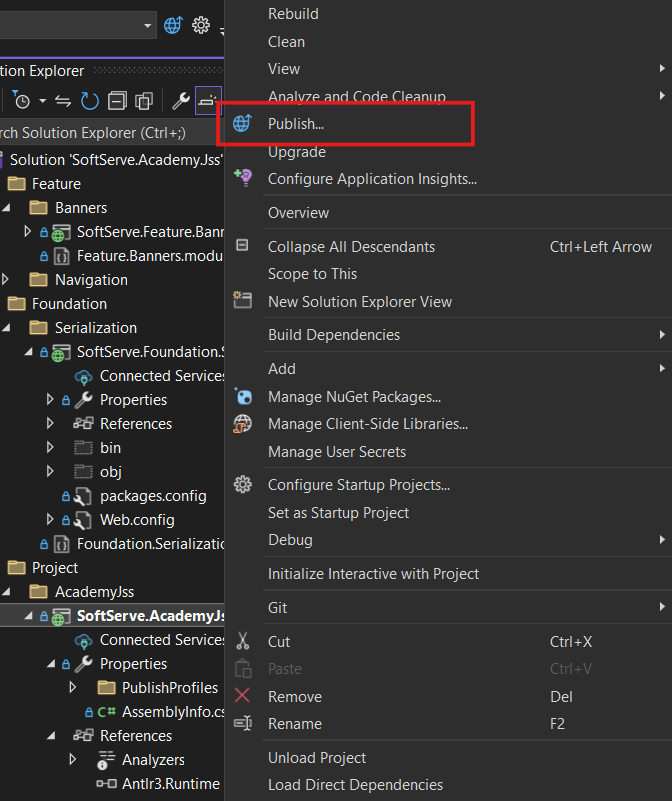 Solution Explorer
rch Solution Explorer (Ctrl+;)
Solution 'SoftServe.Academy.Jss'
Feature
Banners
SoftServe.Feature.Bann
Feature.Banners.modu
Navigation
Foundation
Serialization
SoftServe.Foundation.S
Connected Services
Properties
References
bin
obj
packages.config
Web.config
Foundation.Serializatio
Project
AcademyJss
SoftServe.AcademyJs
Connected Services
Properties
PublishProfiles
AssemblyInfo.cs
References
Analyzers
Antlr3.Runtime
Rebuild
Clean
View
Analyze and Code Cleanup
Publish...
Upgrade
Configure Application Insights...
Overview
Collapse All Descendants Ctrl+Left Arrow
Scope to This
New Solution Explorer View
Build Dependencies
Add
Manage NuGet Packages...
Manage Client-Side Libraries...
Manage User Secrets
Configure Startup Projects...
Set as Startup Project
Debug
Initialize Interactive with Project
Git
Cut Ctrl+X
Paste Ctrl+V
Remove Del
Rename F2
Unload Project
Load Direct Dependencies